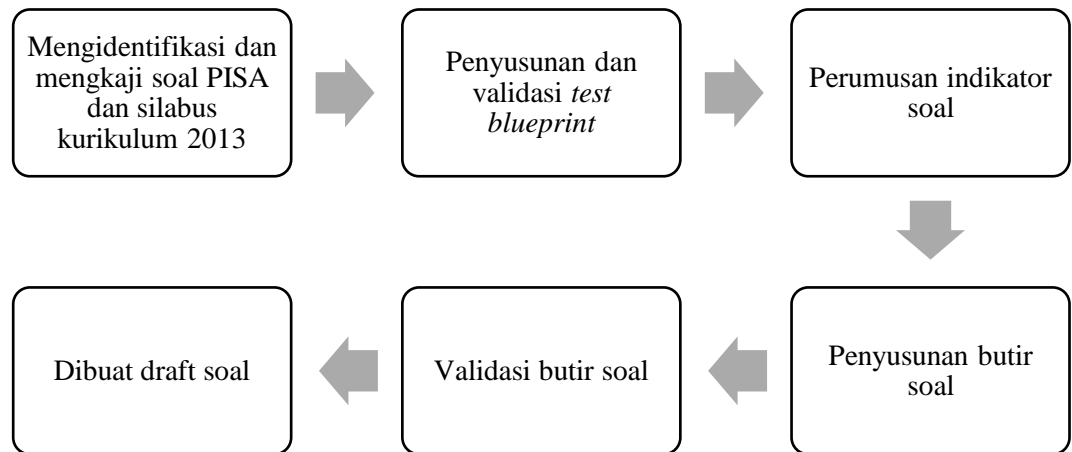 Mengidentifikasi dan
mengkaji soal PISA
dan silabus
kurikulum 2013
Penyusunan dan
validasi test
blueprint
Perumusan indikator
soal
Penyusunan butir
soal
Validasi butir soal
Dibuat draft soal